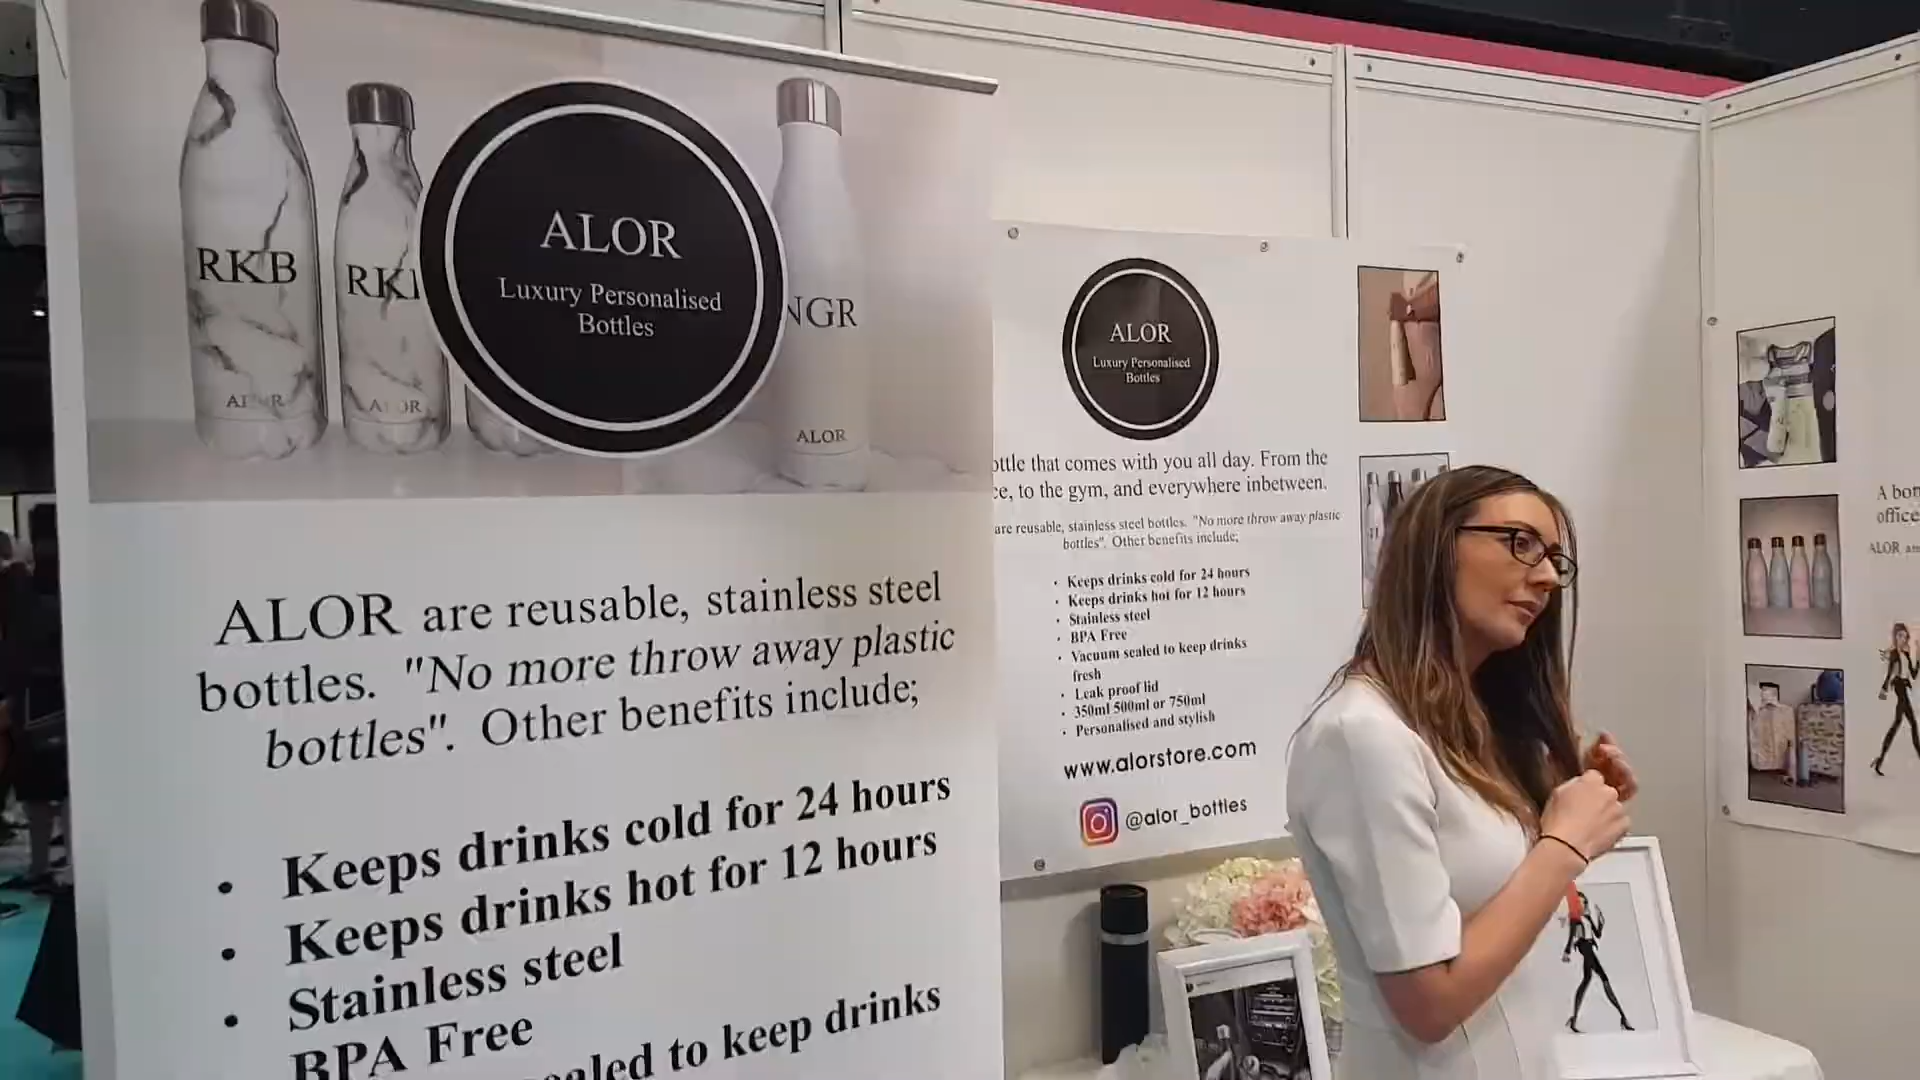 RKB
ALOR
NGR
ALOR
ALOR
Luxury Personalised
Bottles
ALOR are reusable, stainless steel
bottles. "No more throw away plastic
bottles". Other benefits include;
• Keeps drinks cold for 24 hours
• Keeps drinks hot for 12 hours
• Stainless steel
BPA Free
to keep drinks
ALOR
Luxury Personalised
Bottles
that comes with you all day. From the
to the gym, and everywhere inbetween.
are reusable, stainless steel bottles. "No more throw away plastic
bottles". Other benefits include;
• Keeps drinks cold for 24 hours
• Keeps drinks hot for 12 hours
• Stainless steel
• BPA Free
• Vacuum sealed to keep drinks
fresh
• Leak proof lid
• 350ml 500ml or 750ml
• Personalised and stylish
www.alorstore.com
@alor_bottles
A
office
ALOR